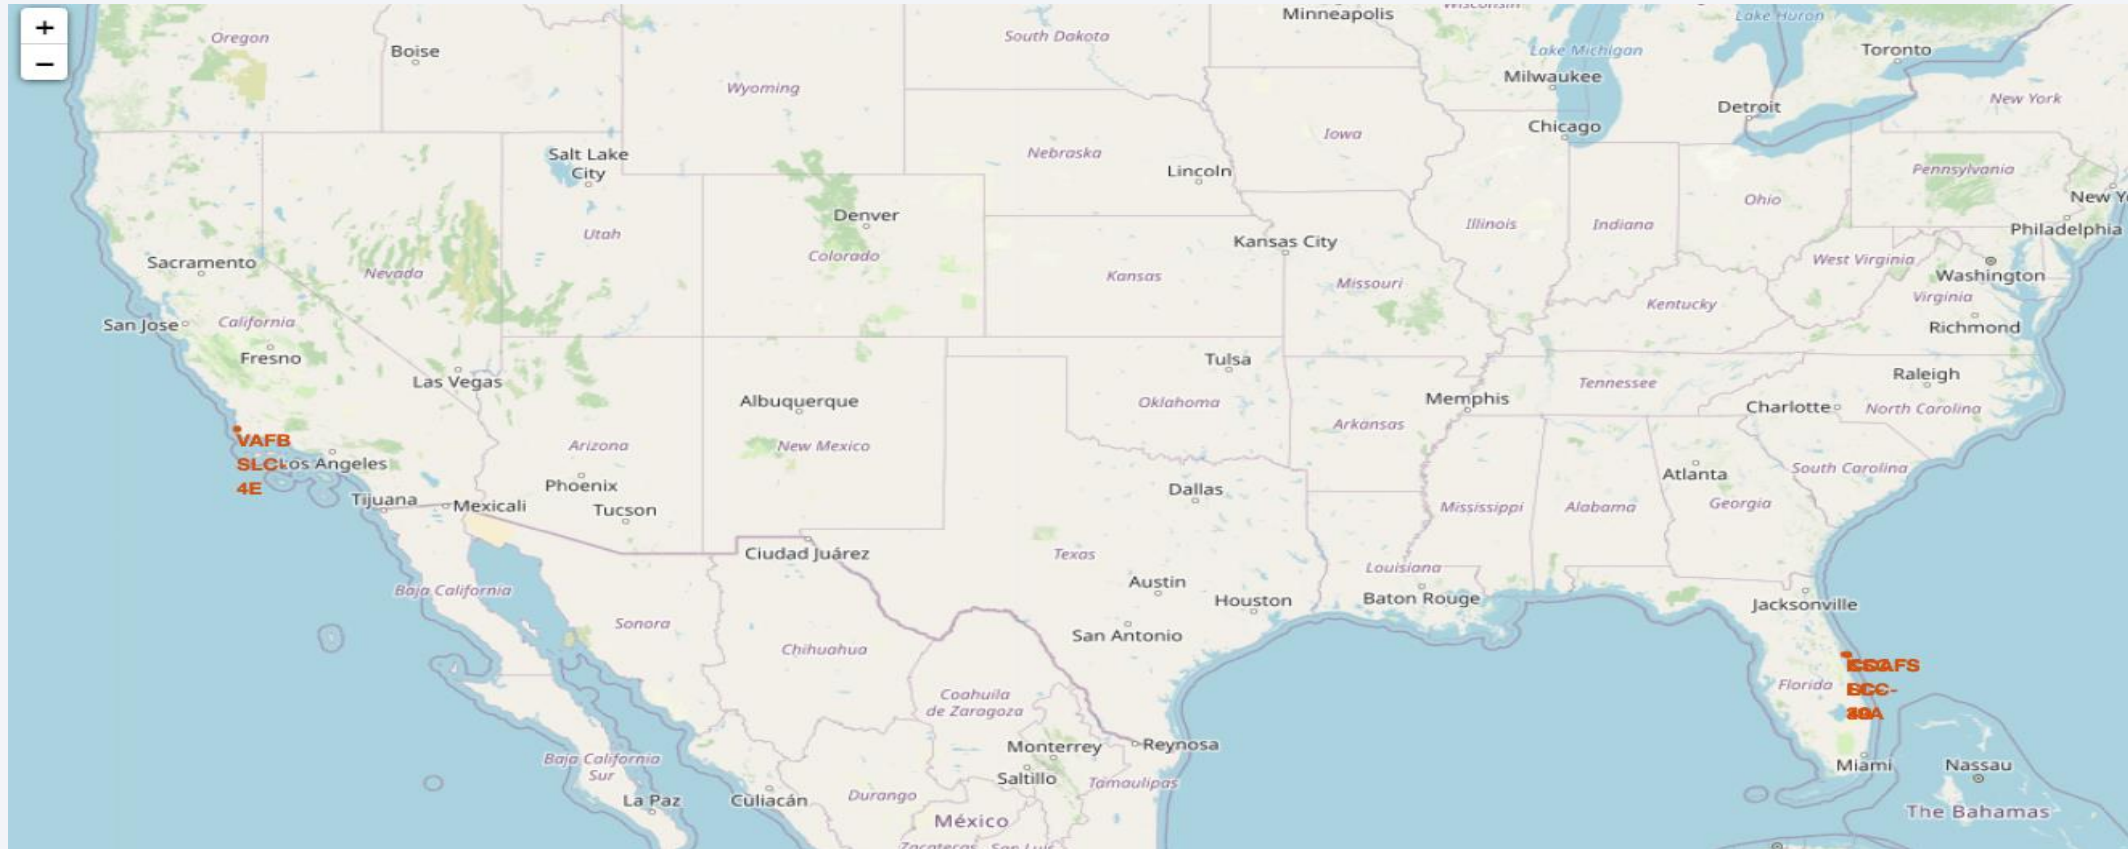 +
−
Oregon
Boise
South Dakota
Minneapolis
Wisconsin
Lake Huron
Lake Michigan
Toronto
Milwaukee
Wyoming
Detroit
New York
Chicago
Iowa
Salt Lake
City
Nebraska
Lincoln
Pennsylvania
New Y
Denver
Ohio
Utah
Illinois
Indiana
Philadelphia
Kansas City
Colorado
Sacramento
Nevada
Kansas
Missouri
West Virginia
Washington
Virginia
Kentucky
San Jose
California
Richmond
Fresno
Tulsa
Las Vegas
Tennessee
Raleigh
Albuquerque
Oklahoma
Memphis
Charlotte
North Carolina
Arkansas
VAFB
SLC-
4E
Los Angeles
Arizona
New Mexico
Atlanta
South Carolina
Phoenix
Dallas
Tijuana
Mexicali
Tucson
Mississippi
Alabama
Georgia
Ciudad Juárez
Texas
Louisiana
Austin
Baja California
Houston
Baton Rouge
Jacksonville
Sonora
San Antonio
Chihuahua
Florida
Coahuila
de Zaragoza
Monterrey
Reynosa
Baja California
Sur
Saltillo
Tamaulipas
Miami
Nassau
La Paz
Culiacán
Durango
The Bahamas
México
Zacatecas
San Luis